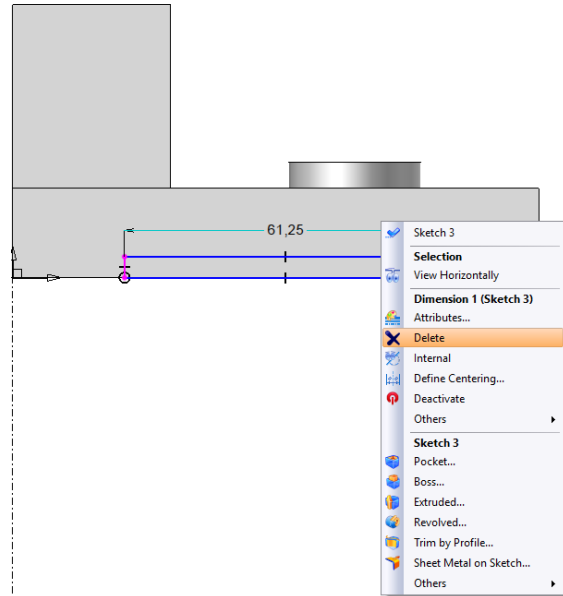 61,25
Sketch 3
Selection
View Horizontally
Dimension 1 (Sketch 3)
Attributes...
Delete
Internal
Define Centering...
Deactivate
Others
Sketch 3
Pocket...
Boss...
Extruded...
Revolved...
Trim by Profile...
Sheet Metal on Sketch...
Others